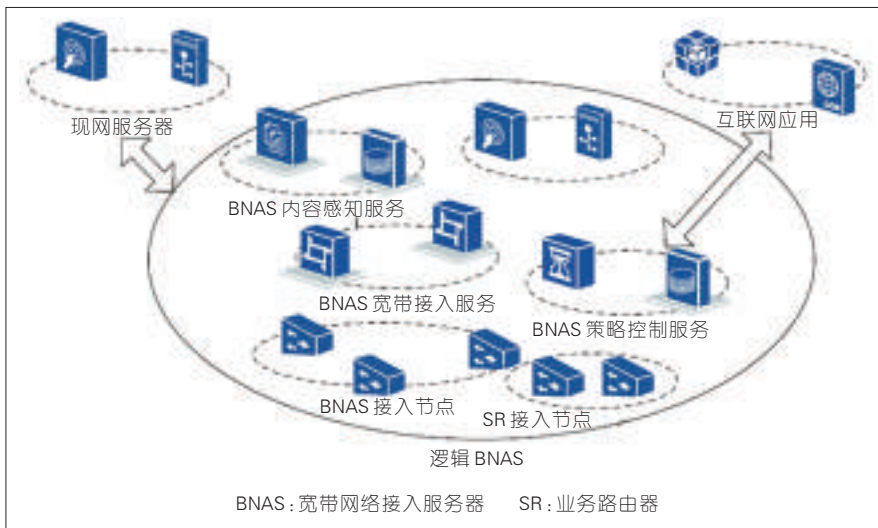 现网服务器
互联网应用
BNAS 内容感知服务
BNAS 宽带接入服务
BNAS 策略控制服务
BNAS 接入节点
SR 接入节点
逻辑 BNAS
BNAS：宽带网络接入服务器 SR：业务路由器